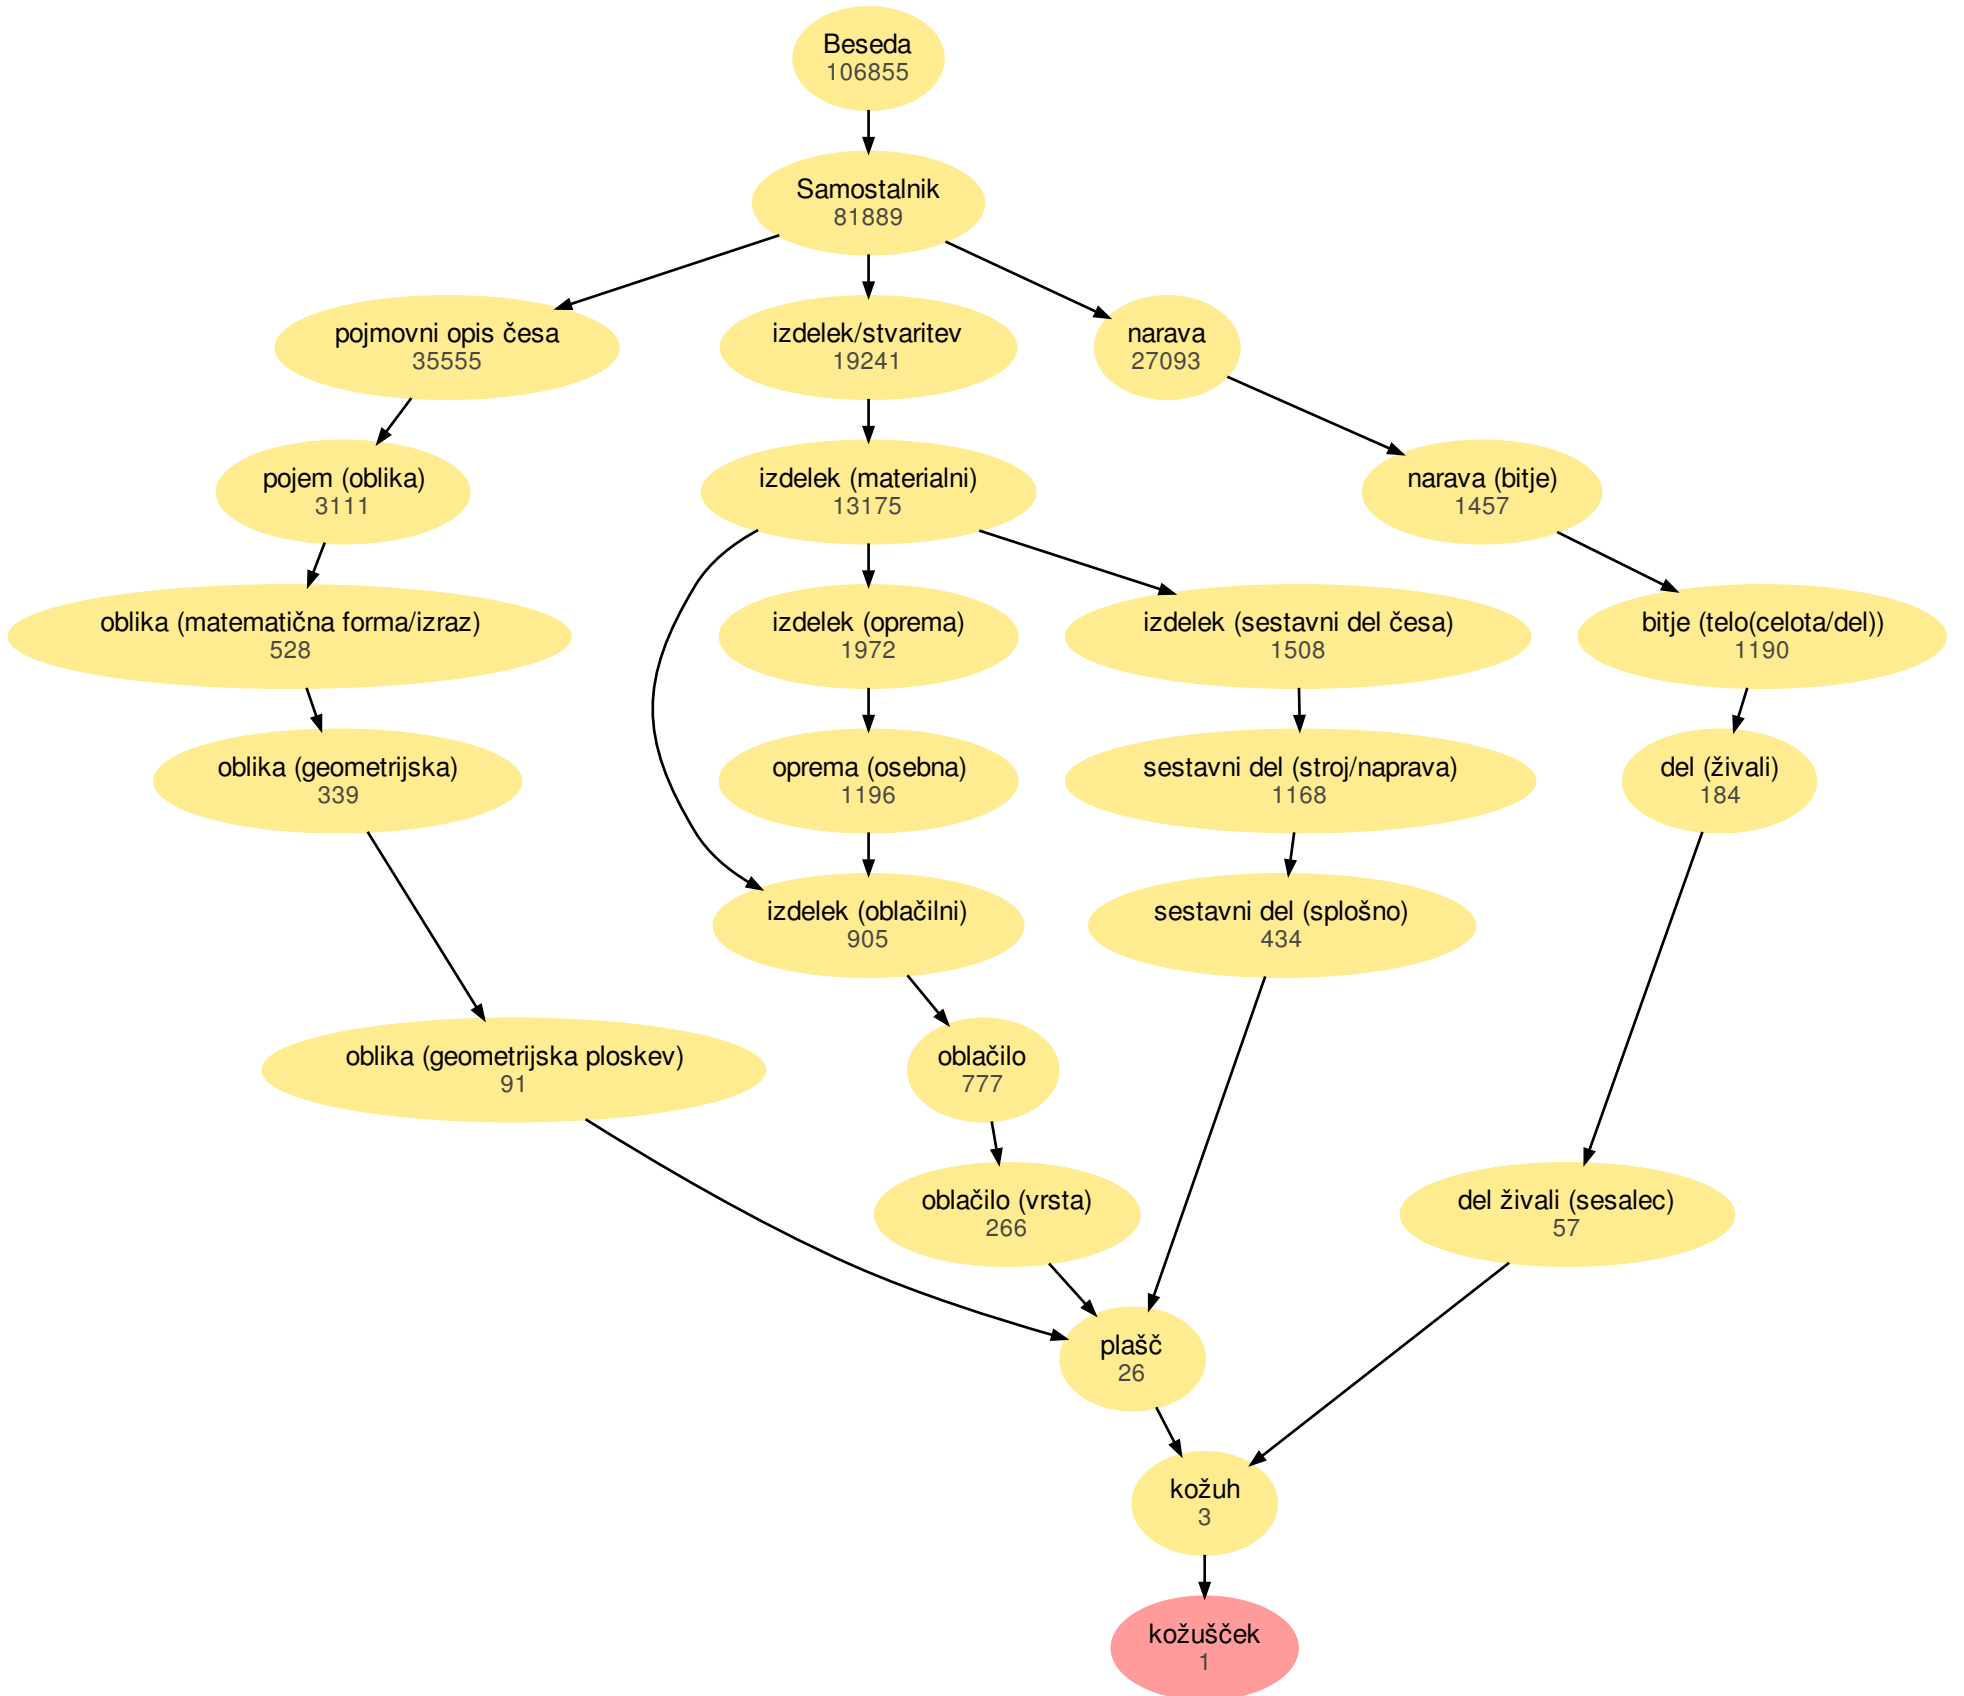 Beseda
106855
Samostalnik
81889
pojmovni opis česa
35555
izdelek/stvaritev
19241
narava
27093
pojem (oblika)
3111
izdelek (materialni)
13175
narava (bitje)
1457
oblika (matematična forma/izraz)
528
izdelek (oprema)
1972
izdelek (sestavni del česa)
1508
bitje (telo(celota/del))
1190
oblika (geometrijska)
339
oprema (osebna)
1196
sestavni del (stroj/naprava)
1168
del (živali)
184
izdelek (oblačilni)
905
sestavni del (splošno)
434
oblika (geometrijska ploskev)
91
oblačilo
777
oblačilo (vrsta)
266
del živali (sesalec)
57
plašč
26
kožuh
3
kožušček
1